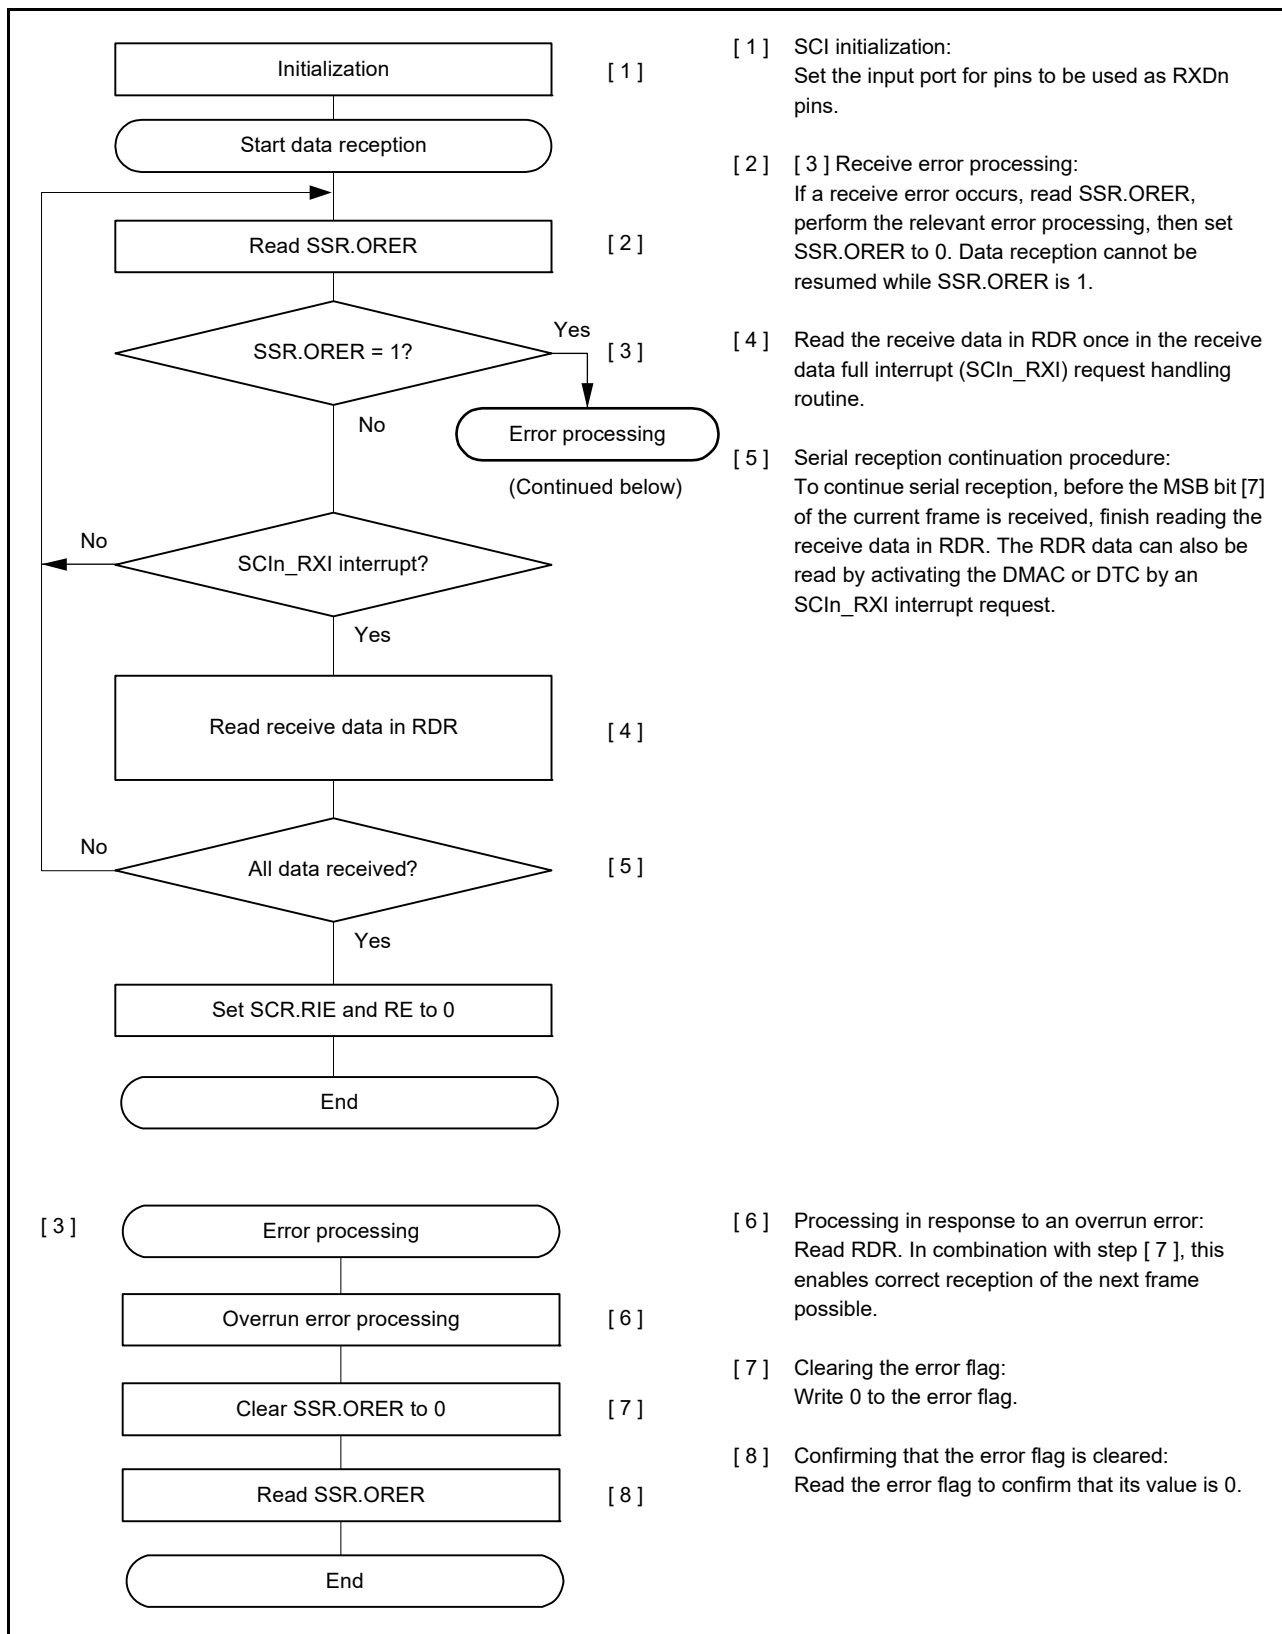 Initialization
[ 1 ]
Start data reception
Read SSR.ORER
[ 2 ]
SSR.ORER = 1?
Yes
[ 3 ]
No
Error processing
(Continued below)
No
SCIn_RXI interrupt?
Yes
Read receive data in RDR
[ 4 ]
No
All data received?
[ 5 ]
Yes
Set SCR.RIE and RE to 0
End
[ 1 ] SCI initialization:
Set the input port for pins to be used as RXDn
pins.
[ 2 ] [ 3 ] Receive error processing:
If a receive error occurs, read SSR.ORER,
perform the relevant error processing, then set
SSR.ORER to 0. Data reception cannot be
resumed while SSR.ORER is 1.
[ 4 ] Read the receive data in RDR once in the receive
data full interrupt (SCIn_RXI) request handling
routine.
[ 5 ] Serial reception continuation procedure:
To continue serial reception, before the MSB bit [7]
of the current frame is received, finish reading the
receive data in RDR. The RDR data can also be
read by activating the DMAC or DTC by an
SCIn_RXI interrupt request.
[ 3 ]
Error processing
Overrun error processing
[ 6 ]
Clear SSR.ORER to 0
[ 7 ]
Read SSR.ORER
[ 8 ]
End
[ 6 ] Processing in response to an overrun error:
Read RDR. In combination with step [ 7 ], this
enables correct reception of the next frame
possible.
[ 7 ] Clearing the error flag:
Write 0 to the error flag.
[ 8 ] Confirming that the error flag is cleared:
Read the error flag to confirm that its value is 0.